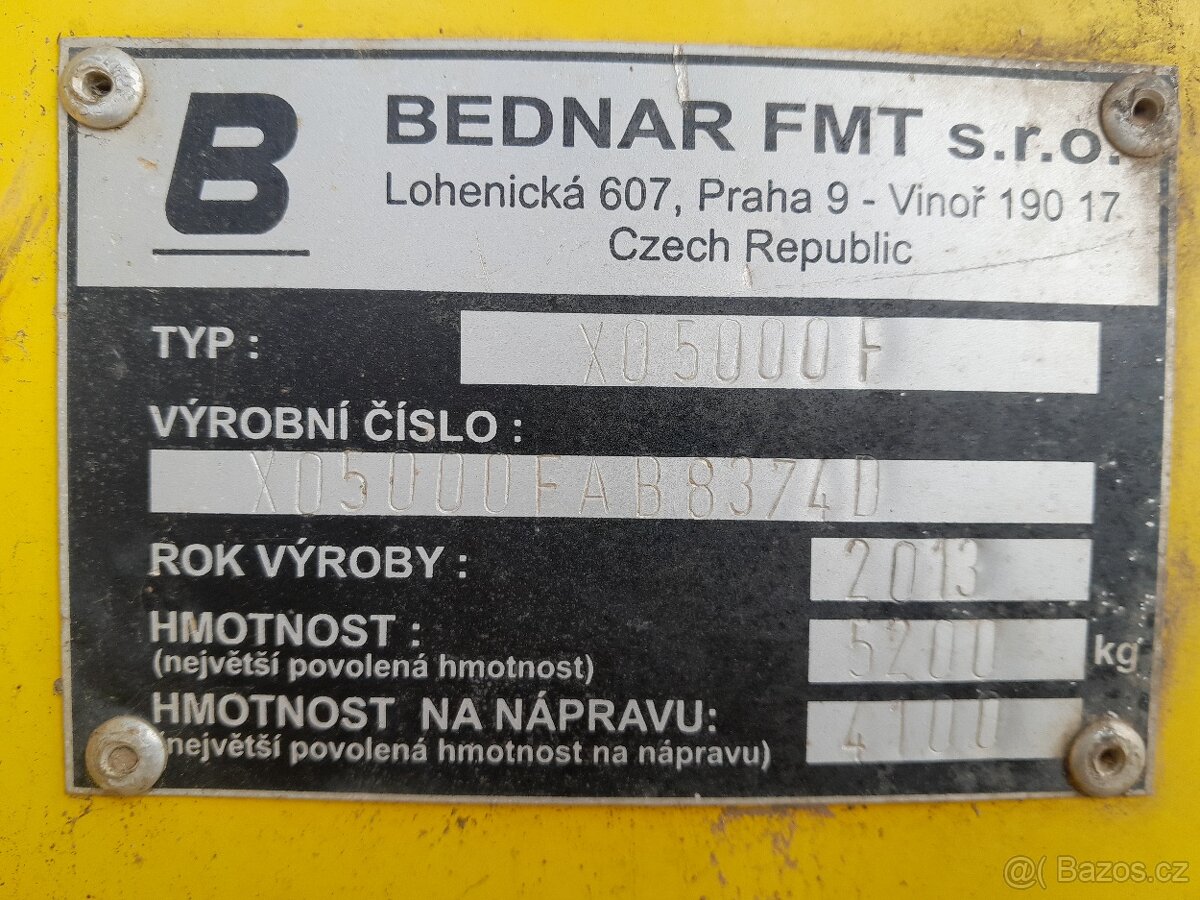 B
BEDNAR FMT s.r.o.
Lohenická 607, Praha 9 - Vinoř 190 17
Czech Republic
TYP : XO5000F
VÝROBNÍ ČÍSLO :
XO5000FAB8374D
ROK VÝROBY : 2013
HMOTNOST : 5200 kg
(největší povolená hmotnost)
HMOTNOST NA NÁPRAVU: 4100
(největší povolená hmotnost na nápravu)
@( Bazos.cz